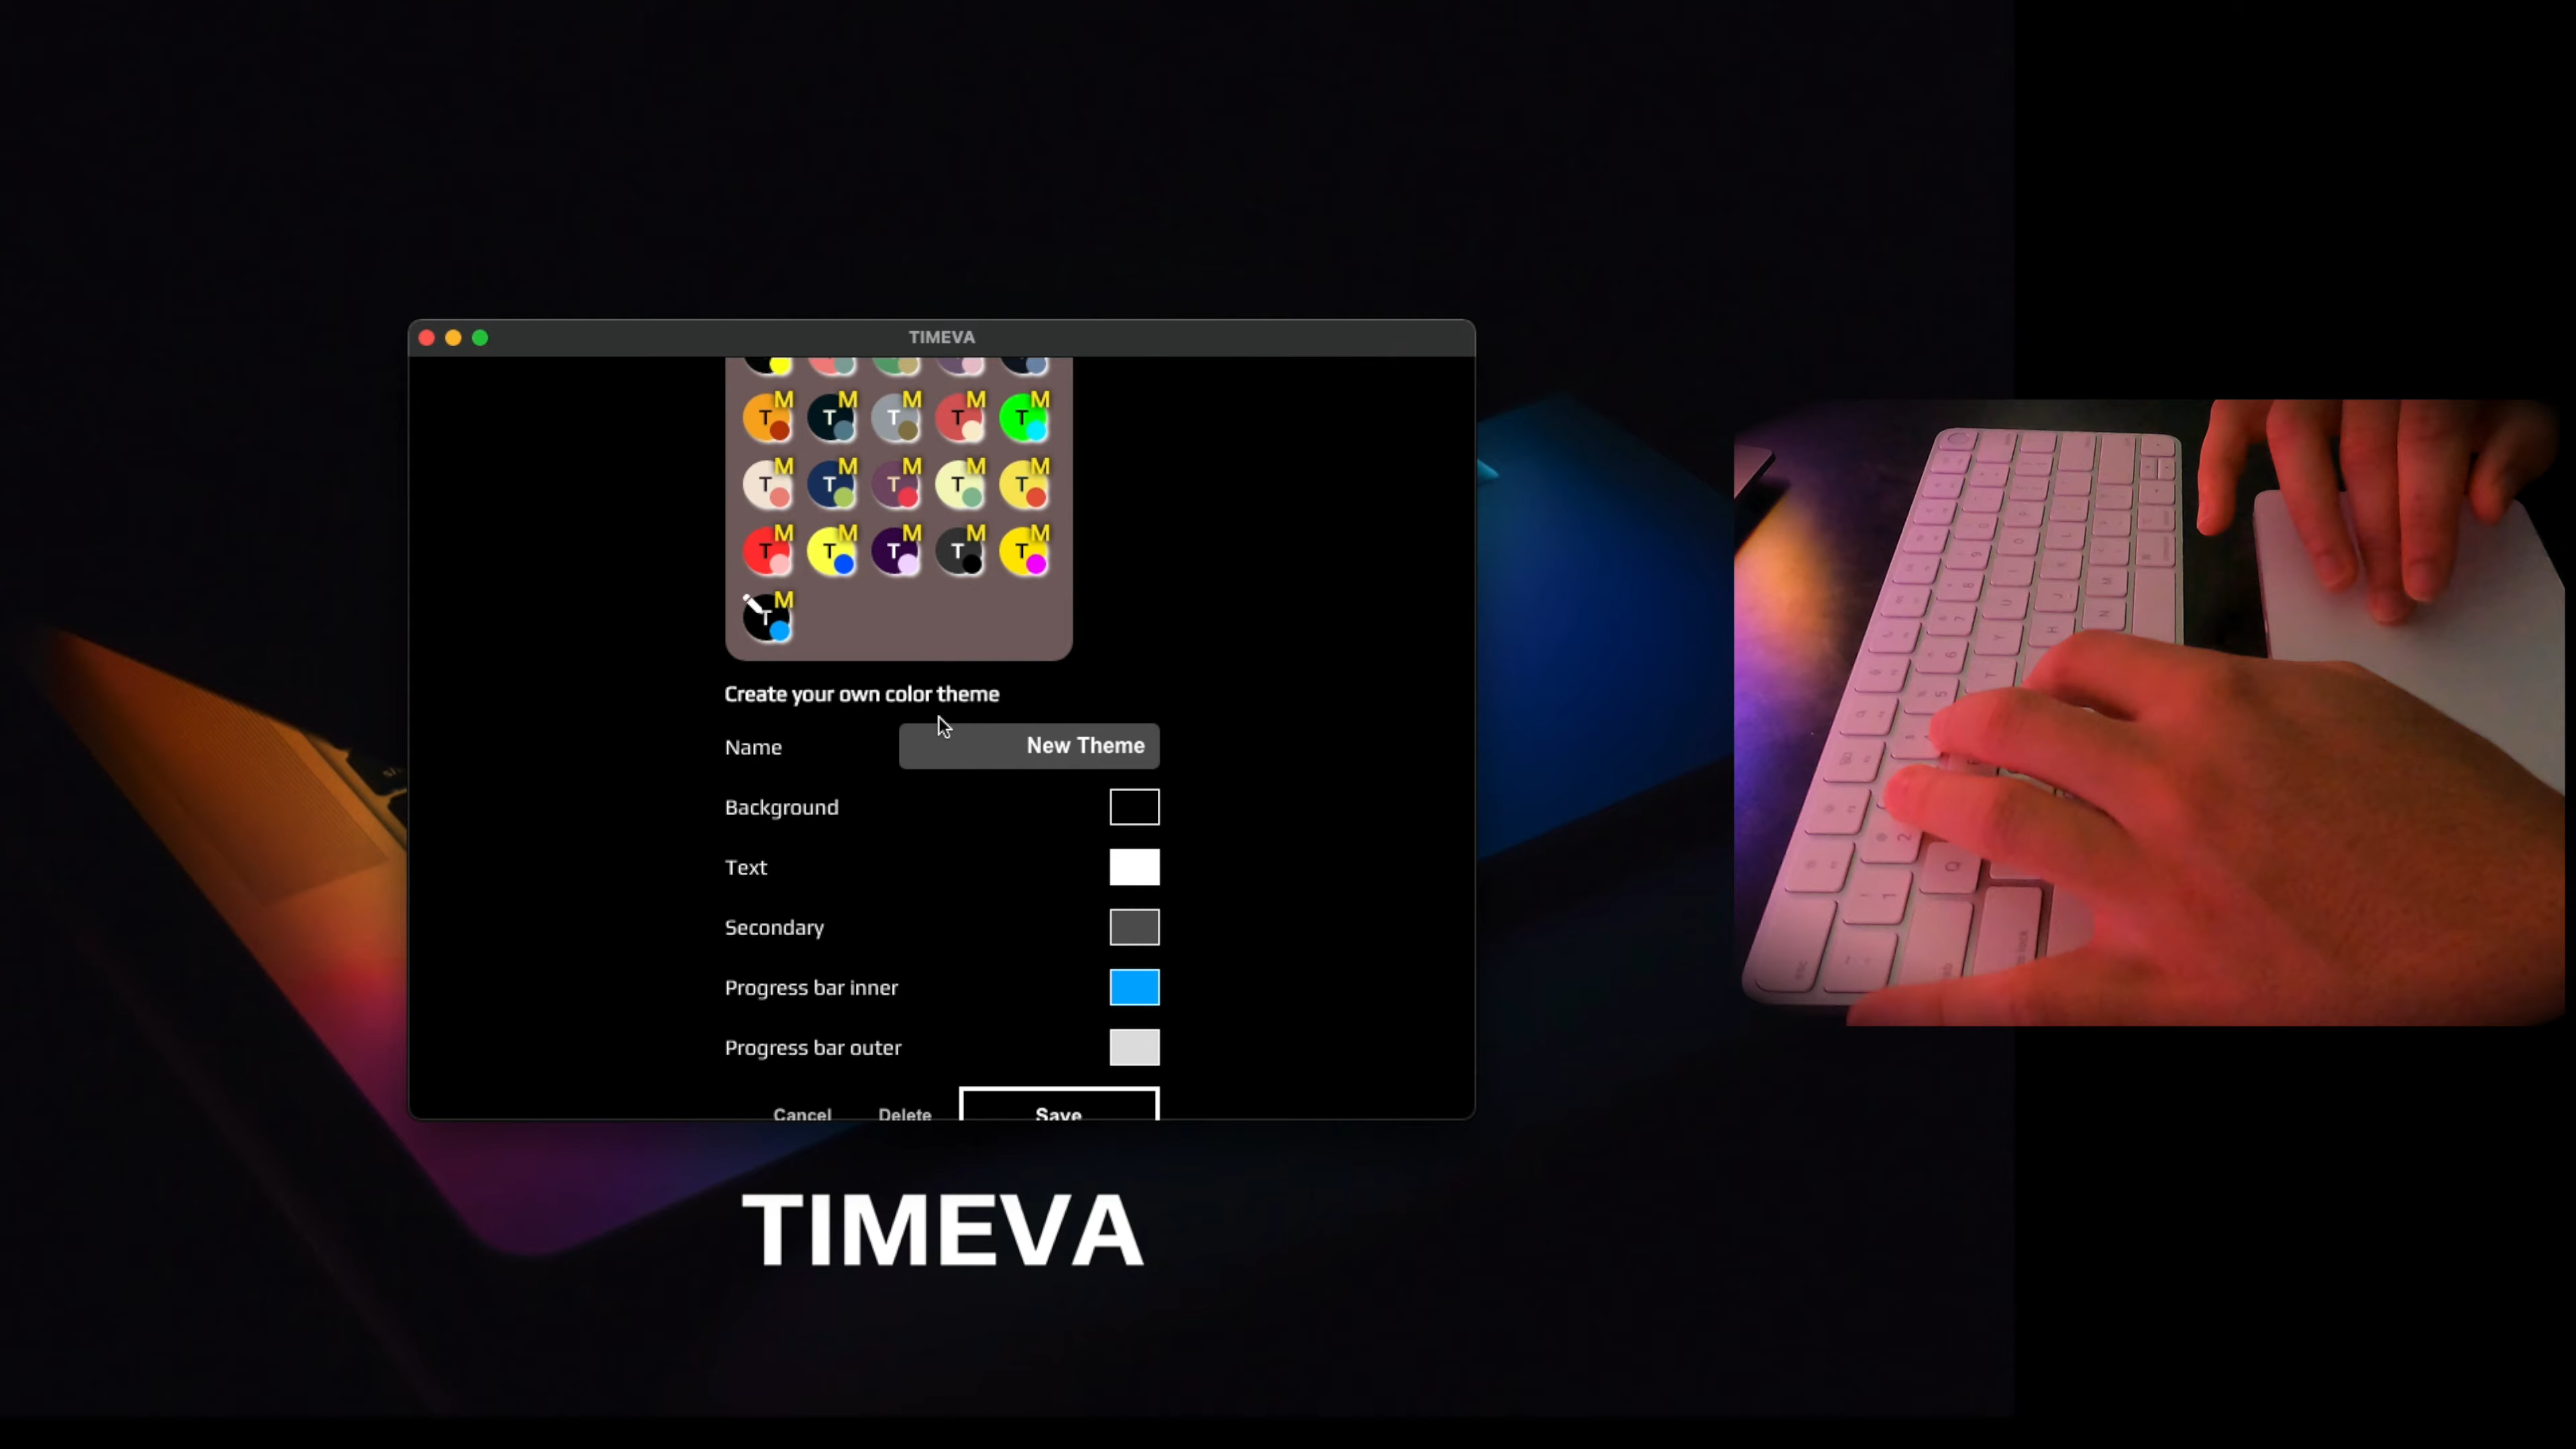 TIMEVA
T M T M T M T M T M
T M T M T M T M T M
T M T M T M T M T M
T M
Create your own color theme
Name New Theme
Background
Text
Secondary
Progress bar inner
Progress bar outer
Cancel Delete Save
TIMEVA